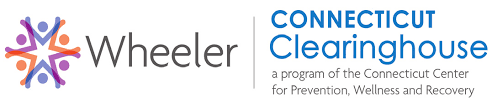 Wheeler
CONNECTICUT
Clearinghouse
a program of the Connecticut Center
for Prevention, Wellness and Recovery